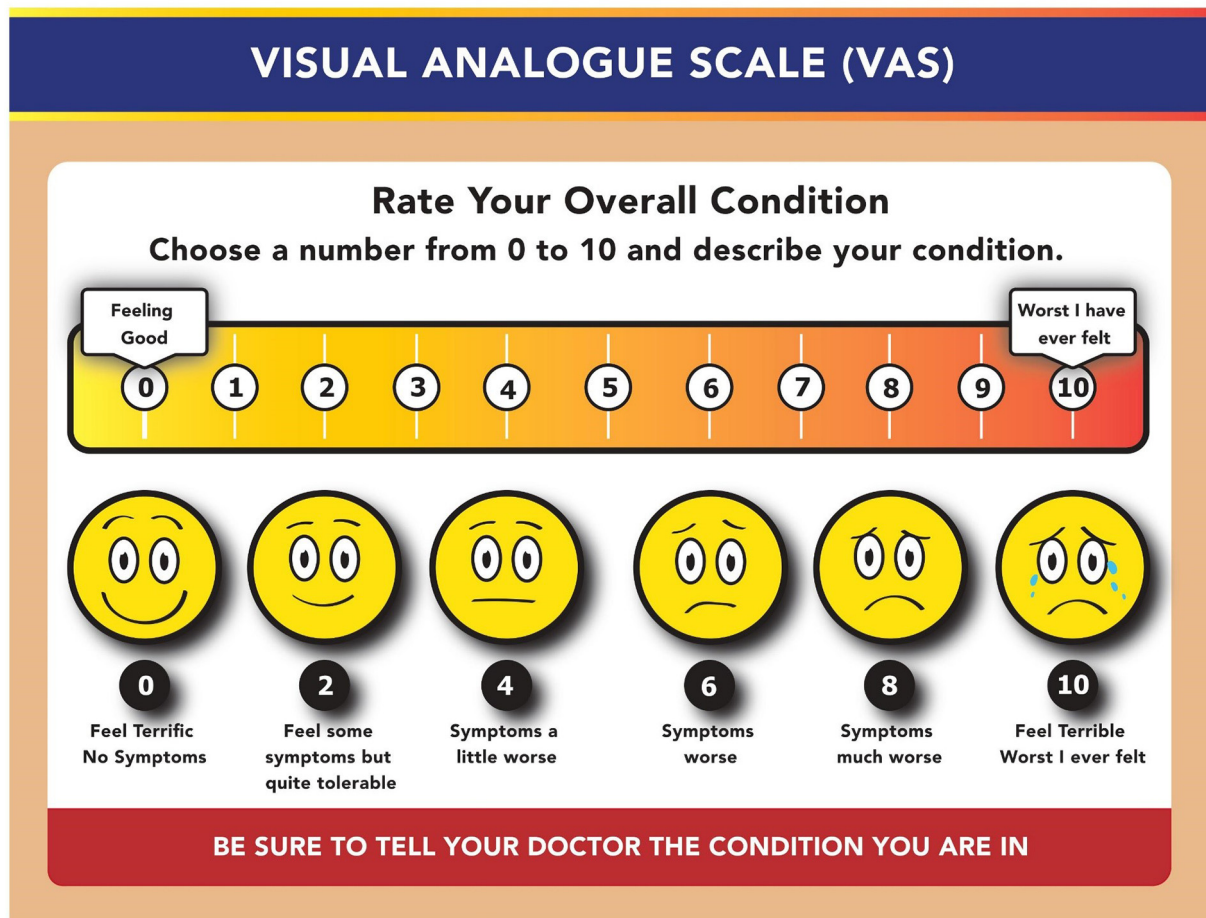 VISUAL ANALOGUE SCALE (VAS)
Rate Your Overall Condition
Choose a number from 0 to 10 and describe your condition.
Feeling
Good
Worst I have
ever felt
0 1 2 3 4 5 6 7 8 9 10
0
Feel Terrific
No Symptoms
2
Feel some
symptoms but
quite tolerable
4
Symptoms a
little worse
6
Symptoms
worse
8
Symptoms
much worse
10
Feel Terrible
Worst I ever felt
BE SURE TO TELL YOUR DOCTOR THE CONDITION YOU ARE IN